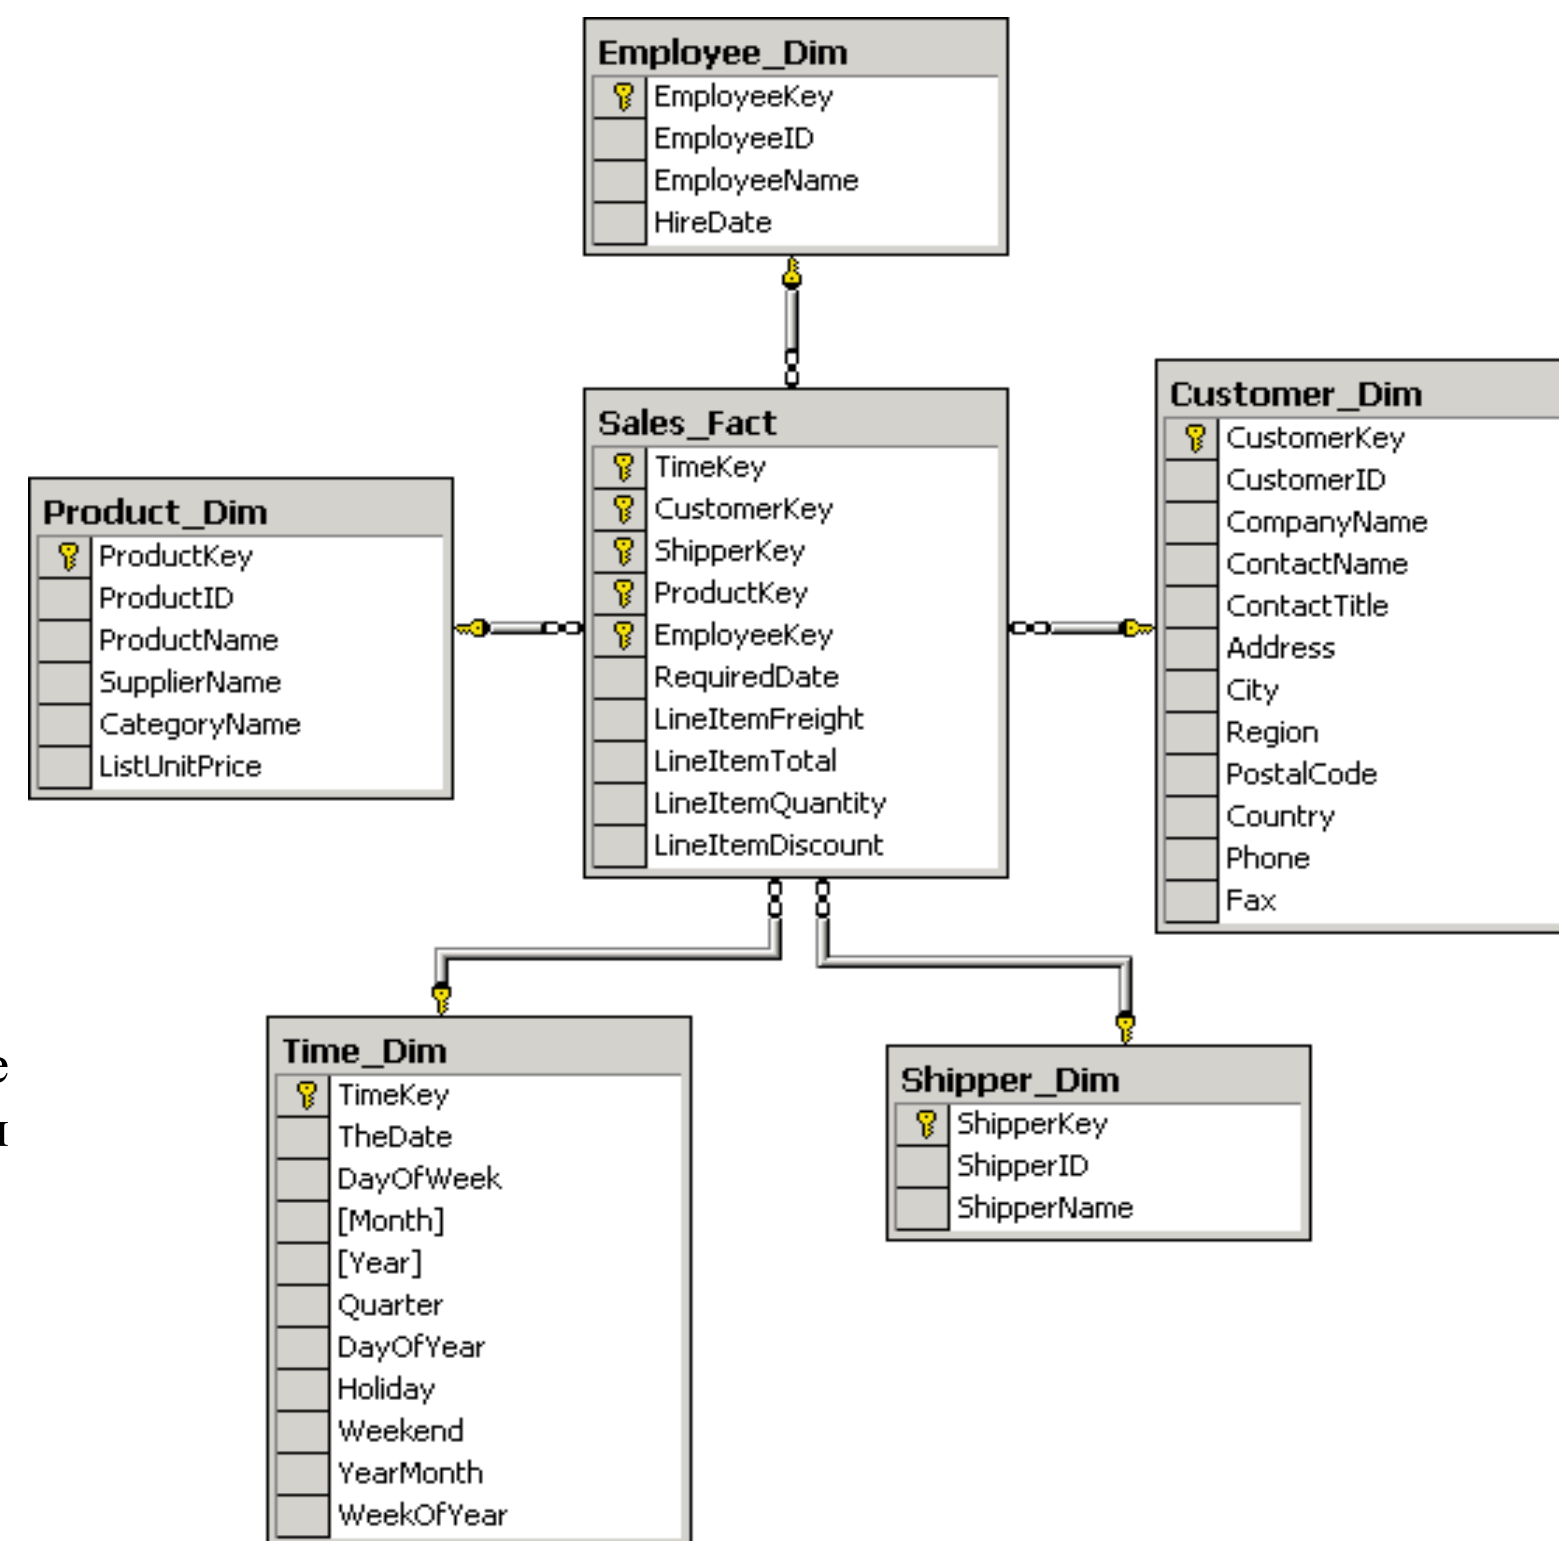 Employee_Dim
EmployeeKey
EmployeeID
EmployeeName
HireDate
Sales_Fact
TimeKey
CustomerKey
ShipperKey
ProductKey
EmployeeKey
RequiredDate
LineItemFreight
LineItemTotal
LineItemQuantity
LineItemDiscount
Product_Dim
ProductKey
ProductID
ProductName
SupplierName
CategoryName
ListUnitPrice
Customer_Dim
CustomerKey
CustomerID
CompanyName
ContactName
ContactTitle
Address
City
Region
PostalCode
Country
Phone
Fax
Time_Dim
TimeKey
TheDate
DayOfWeek
[Month]
[Year]
Quarter
DayOfYear
Holiday
Weekend
YearMonth
WeekOfYear
Shipper_Dim
ShipperKey
ShipperID
ShipperName